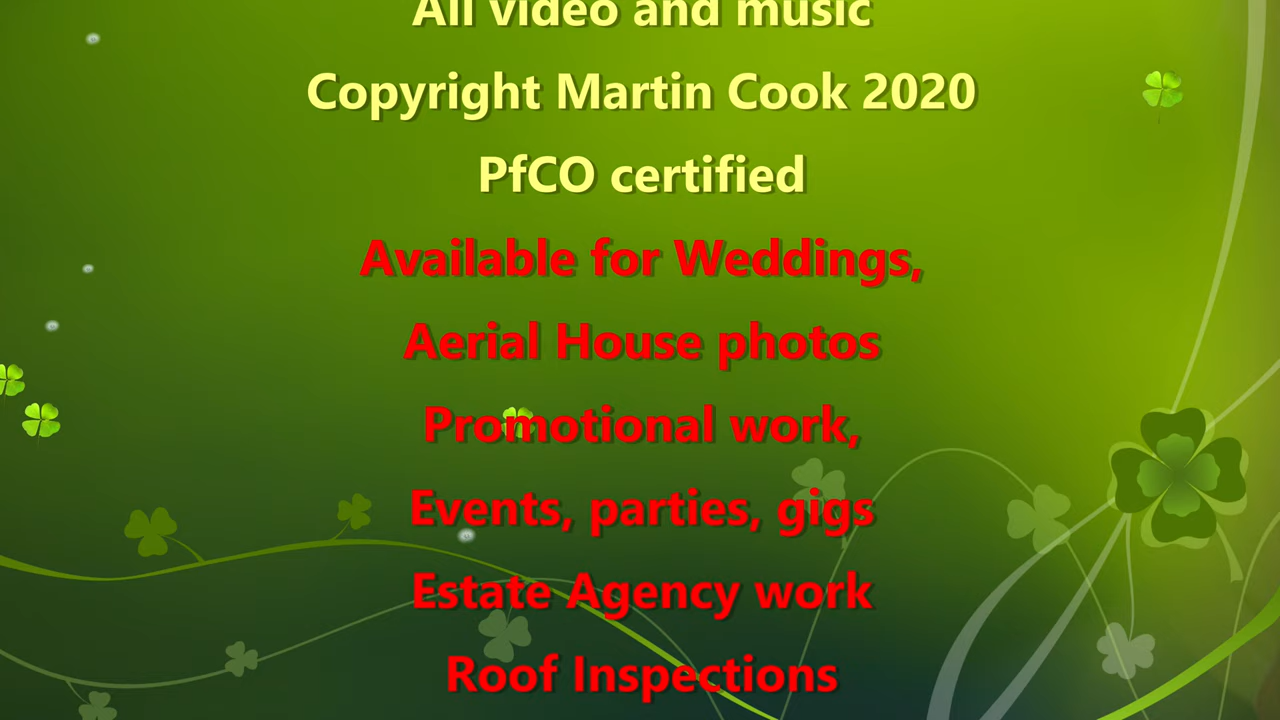 All video and music
Copyright Martin Cook 2020
PfCO certified
Available for Weddings,
Aerial House photos
Promotional work,
Events, parties, gigs
Estate Agency work
Roof Inspections